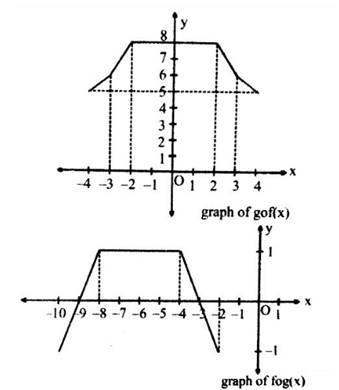 y
8
7
6
5
4
3
2
1
-4 -3 -2 -1 O 1 2 3 4 x
graph of gof(x)
y
1
-10 -9 -8 -7 -6 -5 -4 -3 -2 O 1 x
-1
graph of fog(x)